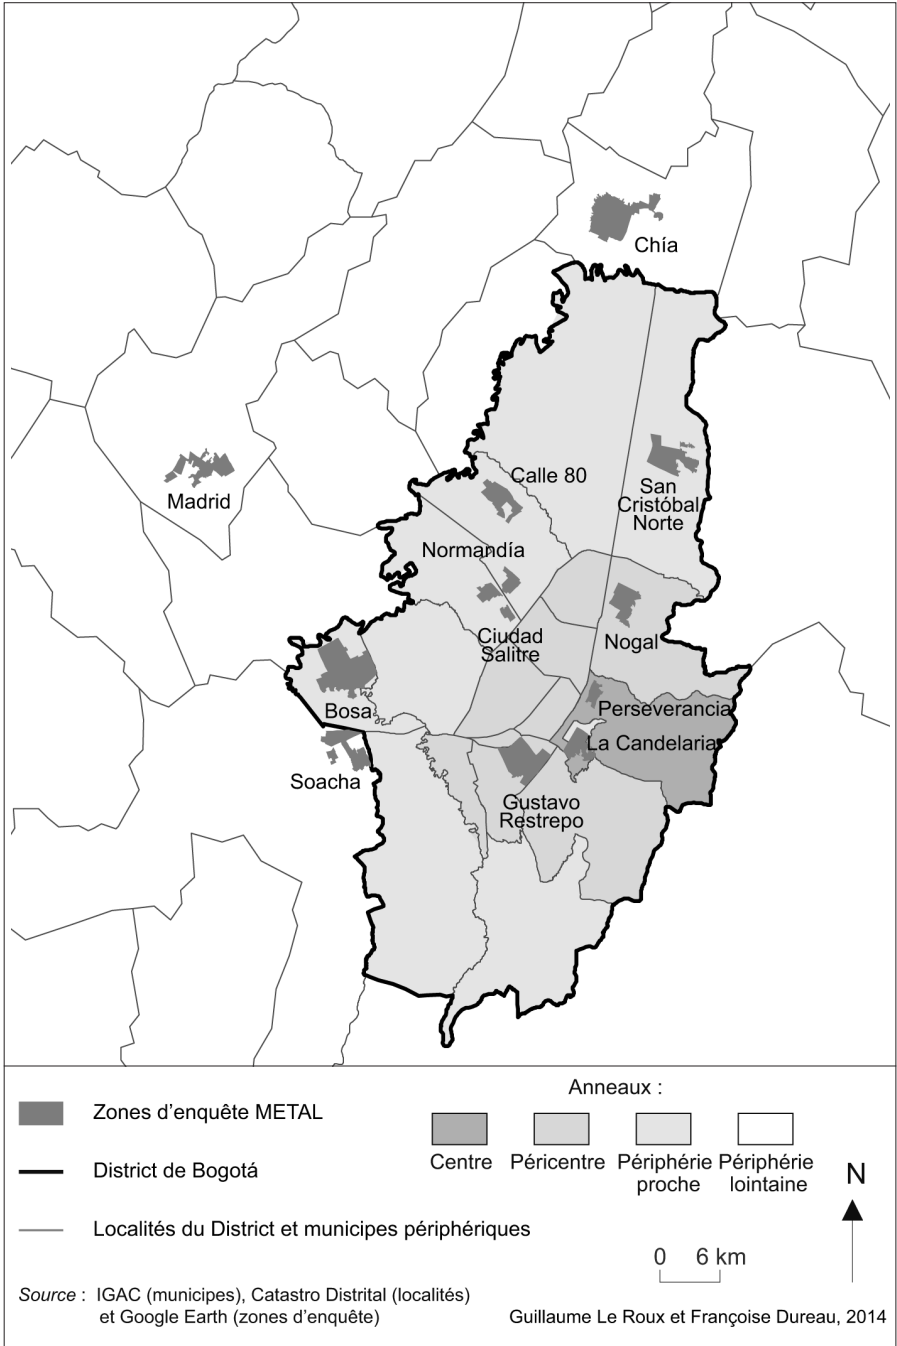 Chía
Calle 80
Madrid
San
Cristóbal
Norte
Normandía
Ciudad
Salitre
Nogal
Bosa
Perseverancia
La Candelaria
Soacha
Gustavo
Restrepo
Anneaux :
Zones d'enquête METAL
District de Bogotá
Localités du District et municipes périphériques
Centre
Péricentre
Périphérie
proche
Périphérie
lointaine
N
0 6 km
Source : IGAC (municipes), Catastro Distrital (localités)
et Google Earth (zones d'enquête)
Guillaume Le Roux et Françoise Dureau, 2014